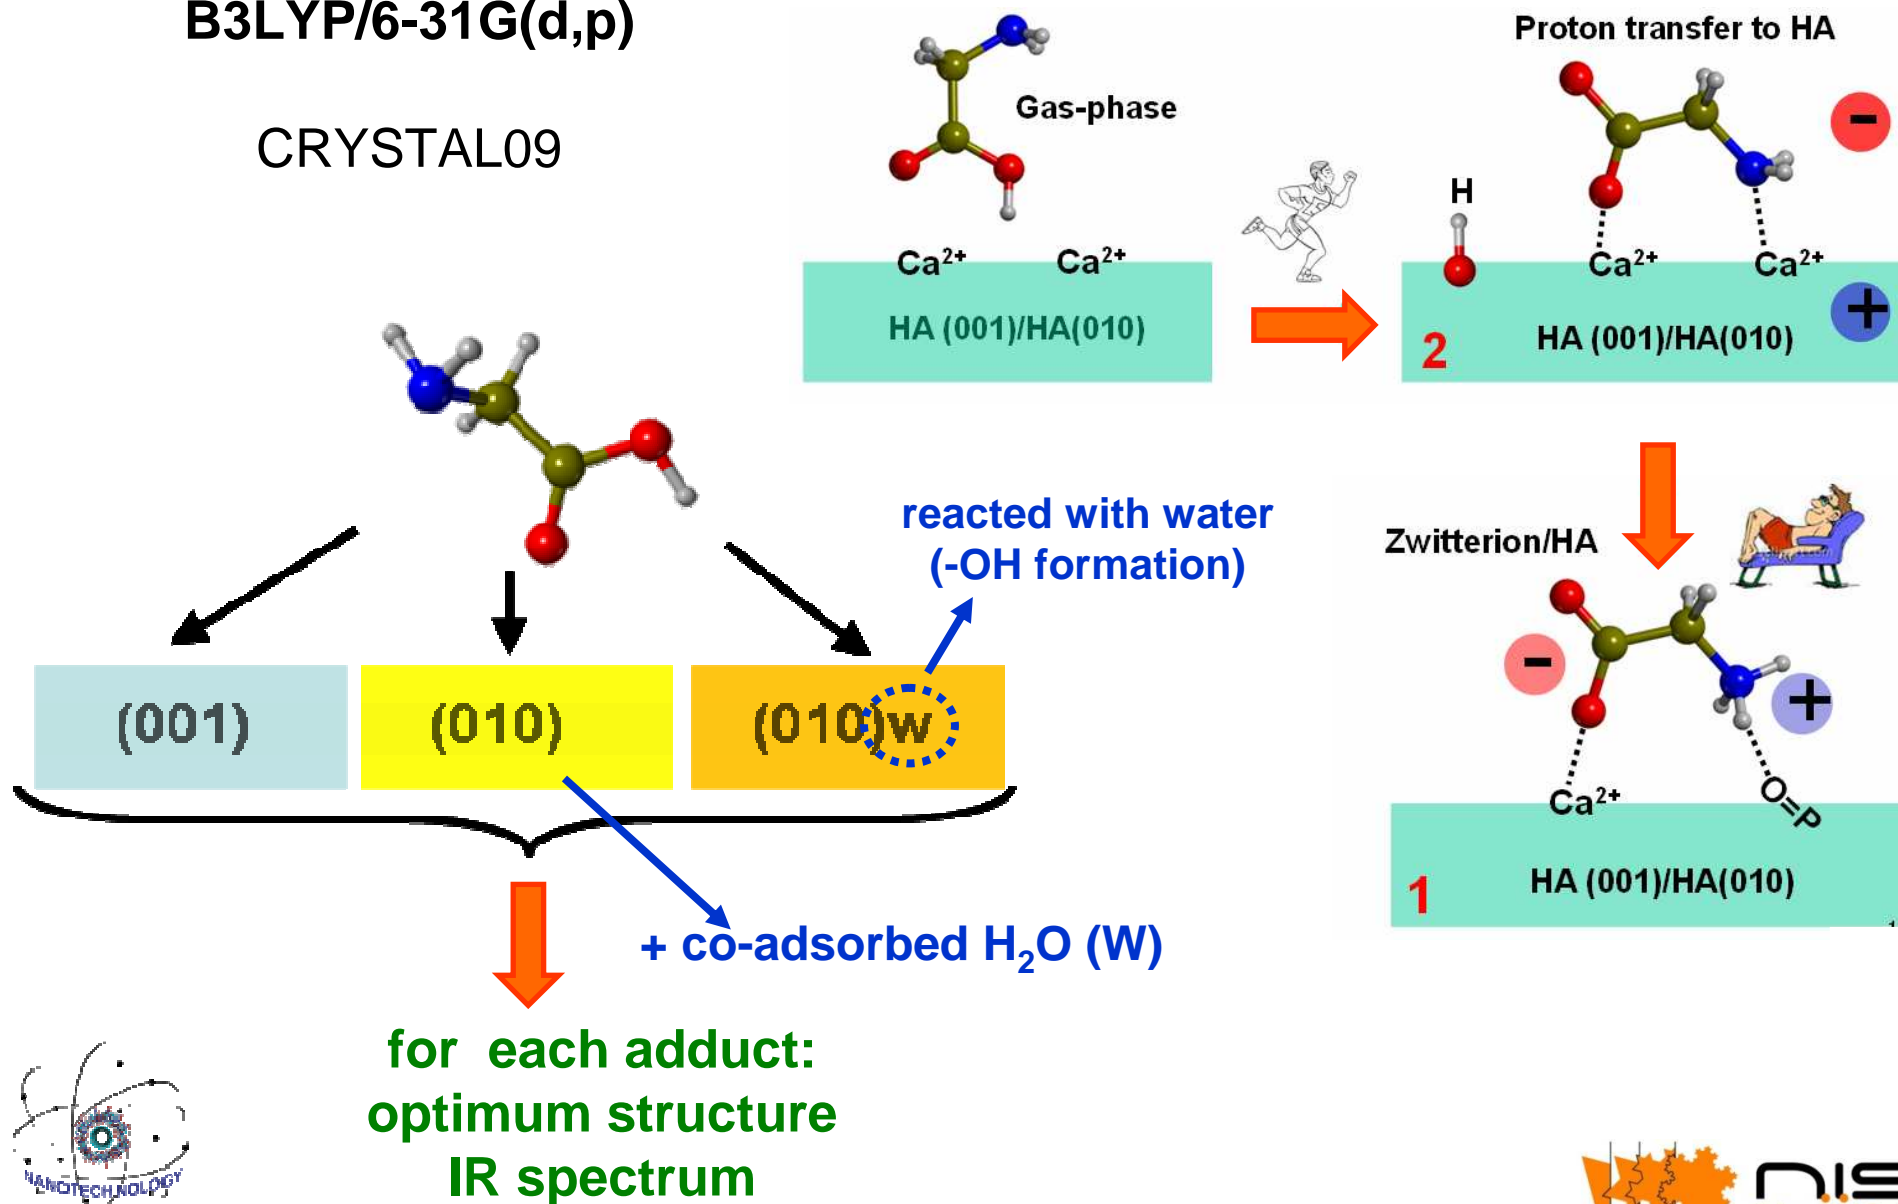 B3LYP/6-31G(d,p)
CRYSTAL09
Gas-phase
Ca²⁺ Ca²⁺
HA (001)/HA(010)
Proton transfer to HA
-
H
Ca²⁺ Ca²⁺
+
2 HA (001)/HA(010)
reacted with water
(-OH formation)
(001) (010) (010)w
+ co-adsorbed H₂O (W)
for each adduct:
optimum structure
IR spectrum
Zwitterion/HA
-
+
Ca²⁺ O=P
1 HA (001)/HA(010)
NANOTECHNOLOGY
n.i.s